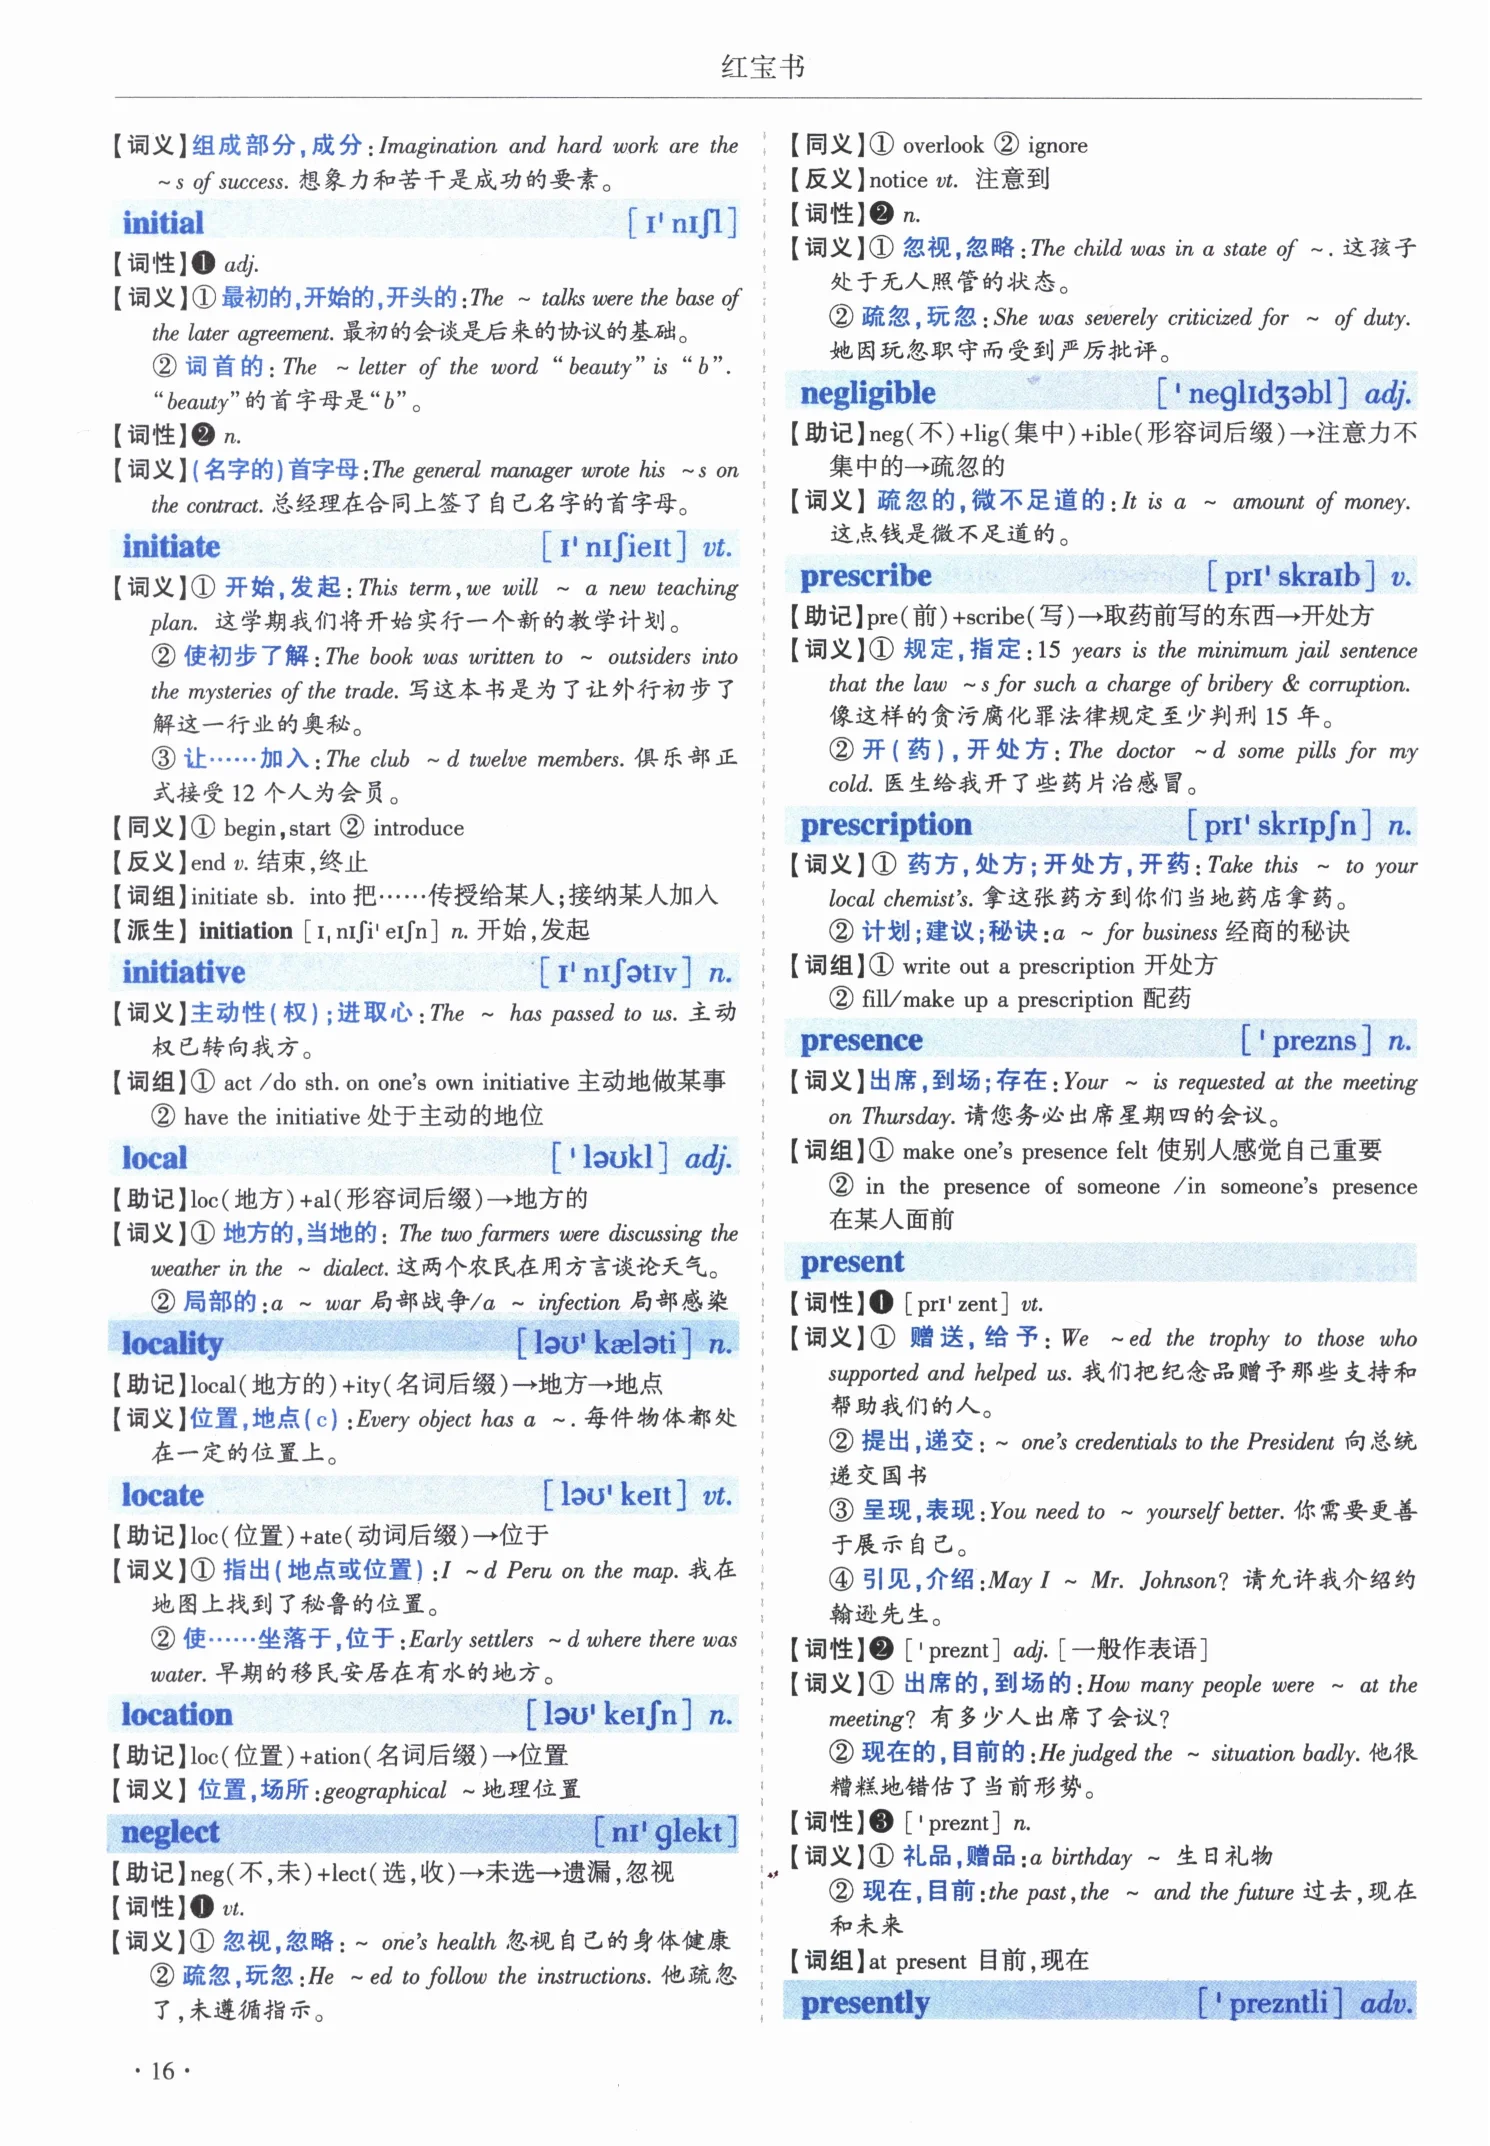 红宝书
【词义】组成部分,成分:Imagination and hard work are the
~s of success. 想象力和苦干是成功的要素。
initial [ɪˈnɪʃl]
【词性】❶ adj.
【词义】① 最初的,开始的,开头的:The ~ talks were the base of
the later agreement. 最初的会谈是后来的协议的基础。
② 词首的:The ~ letter of the word “beauty” is “b”.
“beauty”的首字母是“b”。
【词性】❷ n.
【词义】(名字的)首字母:The general manager wrote his ~s on
the contract. 总经理在合同上签了自己名字的首字母。
initiate [ɪˈnɪʃieɪt] vt.
【词义】① 开始,发起:This term,we will ~ a new teaching
plan. 这学期我们将开始实行一个新的教学计划。
② 使初步了解:The book was written to ~ outsiders into
the mysteries of the trade. 写这本书是为了让外行初步了
解这一行业的奥秘。
③ 让……加入:The club ~d twelve members. 俱乐部正
式接受 12 个人为会员。
【同义】① begin,start ② introduce
【反义】end v. 结束,终止
【词组】initiate sb. into 把……传授给某人;接纳某人加入
【派生】initiation [ɪˌnɪʃiˈeɪʃn] n. 开始,发起
initiative [ɪˈnɪʃətɪv] n.
【词义】主动性(权);进取心:The ~ has passed to us. 主动
权已转向我方。
【词组】① act /do sth. on one’s own initiative 主动地做某事
② have the initiative 处于主动的地位
local [ˈləʊkl] adj.
【助记】loc(地方)+al(形容词后缀)→地方的
【词义】① 地方的,当地的:The two farmers were discussing the
weather in the ~ dialect. 这两个农民在用方言谈论天气。
② 局部的:a ~ war 局部战争/a ~ infection 局部感染
locality [ləʊˈkæləti] n.
【助记】local(地方的)+ity(名词后缀)→地方→地点
【词义】位置,地点(c):Every object has a ~. 每件物体都处
在一定的位置上。
locate [ləʊˈkeɪt] vt.
【助记】loc(位置)+ate(动词后缀)→位于
【词义】① 指出(地点或位置):I ~d Peru on the map. 我在
地图上找到了秘鲁的位置。
② 使……坐落于,位于:Early settlers ~d where there was
water. 早期的移民安居在有水的地方。
location [ləʊˈkeɪʃn] n.
【助记】loc(位置)+ation(名词后缀)→位置
【词义】位置,场所:geographical ~地理位置
neglect [nɪˈglekt]
【助记】neg(不,未)+lect(选,收)→未选→遗漏,忽视
【词性】❶ vt.
【词义】① 忽视,忽略:~ one’s health 忽视自己的身体健康
② 疏忽,玩忽:He ~ed to follow the instructions. 他疏忽
了,未遵循指示。
【同义】① overlook ② ignore
【反义】notice vt. 注意到
【词性】❷ n.
【词义】① 忽视,忽略:The child was in a state of ~. 这孩子
处于无人照管的状态。
② 疏忽,玩忽:She was severely criticized for ~ of duty.
她因玩忽职守而受到严厉批评。
negligible [ˈneglɪdʒəbl] adj.
【助记】neg(不)+lig(集中)+ible(形容词后缀)→注意力不
集中的→疏忽的
【词义】疏忽的,微不足道的:It is a ~ amount of money.
这点钱是微不足道的。
prescribe [prɪˈskraɪb] v.
【助记】pre(前)+scribe(写)→取药前写的东西→开处方
【词义】① 规定,指定:15 years is the minimum jail sentence
that the law ~s for such a charge of bribery & corruption.
像这样的贪污腐化罪法律规定至少判刑 15 年。
② 开(药),开处方:The doctor ~d some pills for my
cold. 医生给我开了些药片治感冒。
prescription [prɪˈskrɪpʃn] n.
【词义】① 药方,处方;开处方,开药:Take this ~ to your
local chemist’s. 拿这张药方到你们当地药店拿药。
② 计划;建议;秘诀:a ~ for business 经商的秘诀
【词组】① write out a prescription 开处方
② fill/make up a prescription 配药
presence [ˈprezns] n.
【词义】出席,到场;存在:Your ~ is requested at the meeting
on Thursday. 请您务必出席星期四的会议。
【词组】① make one’s presence felt 使别人感觉自己重要
② in the presence of someone /in someone’s presence
在某人面前
present
【词性】❶ [prɪˈzent] vt.
【词义】① 赠送,给予:We ~ed the trophy to those who
supported and helped us. 我们把纪念品赠予那些支持和
帮助我们的人。
② 提出,递交:~ one’s credentials to the President 向总统
递交国书
③ 呈现,表现:You need to ~ yourself better. 你需要更善
于展示自己。
④ 引见,介绍:May I ~ Mr. Johnson? 请允许我介绍约
翰逊先生。
【词性】❷ [ˈpreznt] adj. [一般作表语]
【词义】① 出席的,到场的:How many people were ~ at the
meeting? 有多少人出席了会议?
② 现在的,目前的:He judged the ~ situation badly. 他很
糟糕地错估了当前形势。
【词性】❸ [ˈpreznt] n.
【词义】① 礼品,赠品:a birthday ~ 生日礼物
② 现在,目前:the past,the ~ and the future 过去,现在
和未来
【词组】at present 目前,现在
presently [ˈprezntli] adv.
·16·